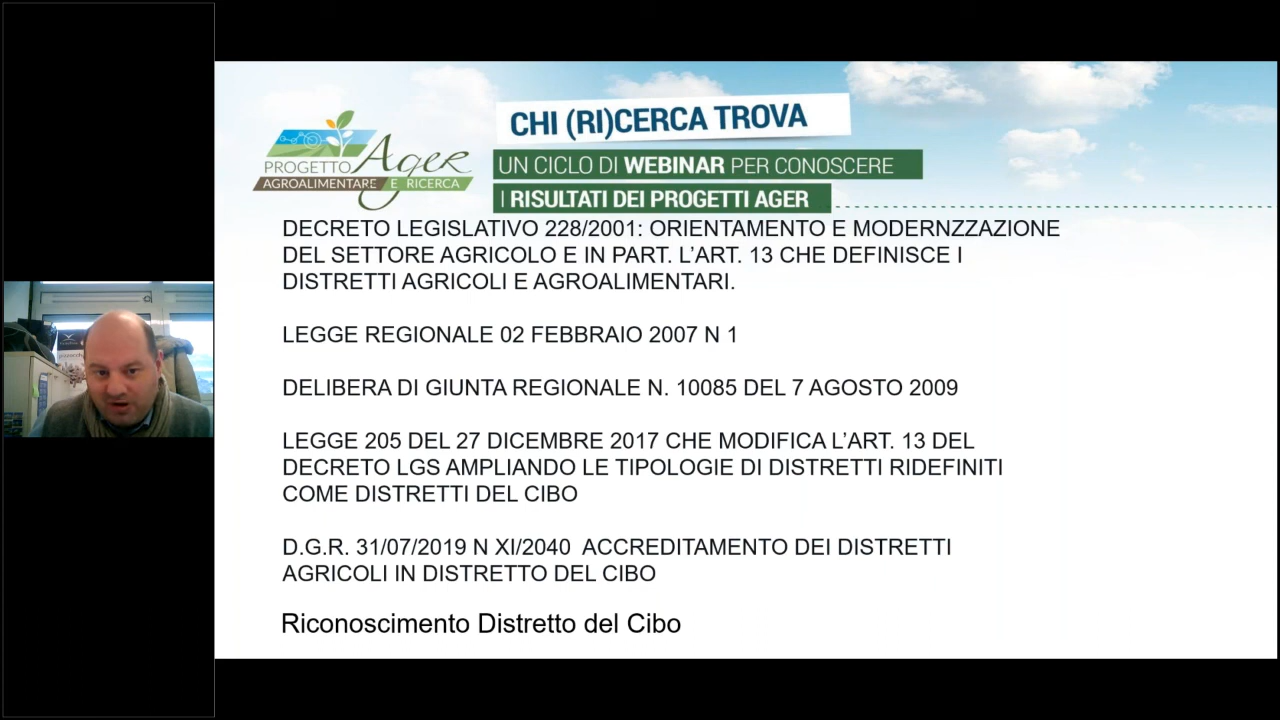 CHI (RI)CERCA TROVA
PROGETTO Ager
AGROALIMENTARE E RICERCA
UN CICLO DI WEBINAR PER CONOSCERE
I RISULTATI DEI PROGETTI AGER
DECRETO LEGISLATIVO 228/2001: ORIENTAMENTO E MODERNZZAZIONE
DEL SETTORE AGRICOLO E IN PART. L'ART. 13 CHE DEFINISCE I
DISTRETTI AGRICOLI E AGROALIMENTARI.
LEGGE REGIONALE 02 FEBBRAIO 2007 N 1
DELIBERA DI GIUNTA REGIONALE N. 10085 DEL 7 AGOSTO 2009
LEGGE 205 DEL 27 DICEMBRE 2017 CHE MODIFICA L'ART. 13 DEL
DECRETO LGS AMPLIANDO LE TIPOLOGIE DI DISTRETTI RIDEFINITI
COME DISTRETTI DEL CIBO
D.G.R. 31/07/2019 N XI/2040 ACCREDITAMENTO DEI DISTRETTI
AGRICOLI IN DISTRETTO DEL CIBO
Riconoscimento Distretto del Cibo